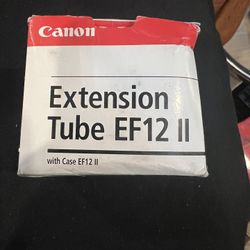 Canon
Extension
Tube EF12 II
with Case EF12 II